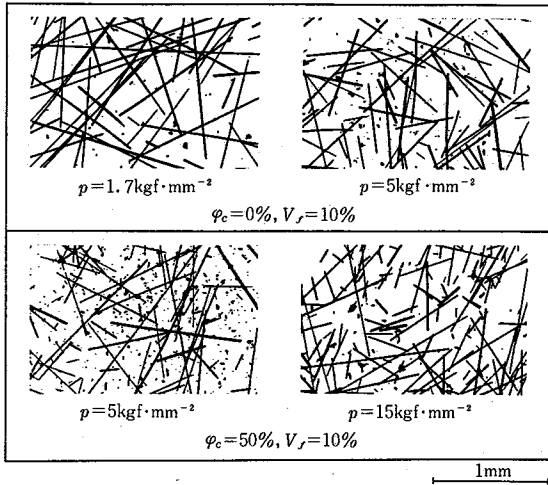 p=1.7kgf·mm⁻² p=5kgf·mm⁻²
φc=0%, Vf=10%
p=5kgf·mm⁻² p=15kgf·mm⁻²
φc=50%, Vf=10%
1mm